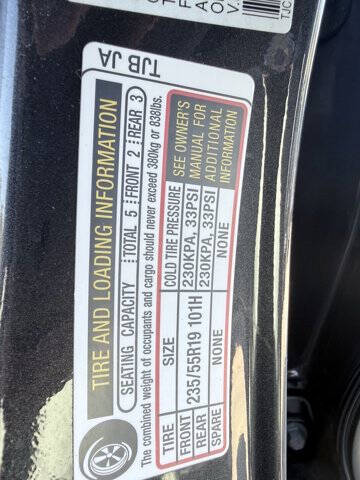 TIRE AND LOADING INFORMATION
SEATING CAPACITY TOTAL 5 FRONT 2 REAR 3
The combined weight of occupants and cargo should never exceed 380kg or 838lbs.
TIRE SIZE COLD TIRE PRESSURE
FRONT 235/55R19 101H 230KPA, 33PSI
REAR 230KPA, 33PSI
SPARE NONE NONE
SEE OWNER'S
MANUAL FOR
ADDITIONAL
INFORMATION
TJB JA
TJC